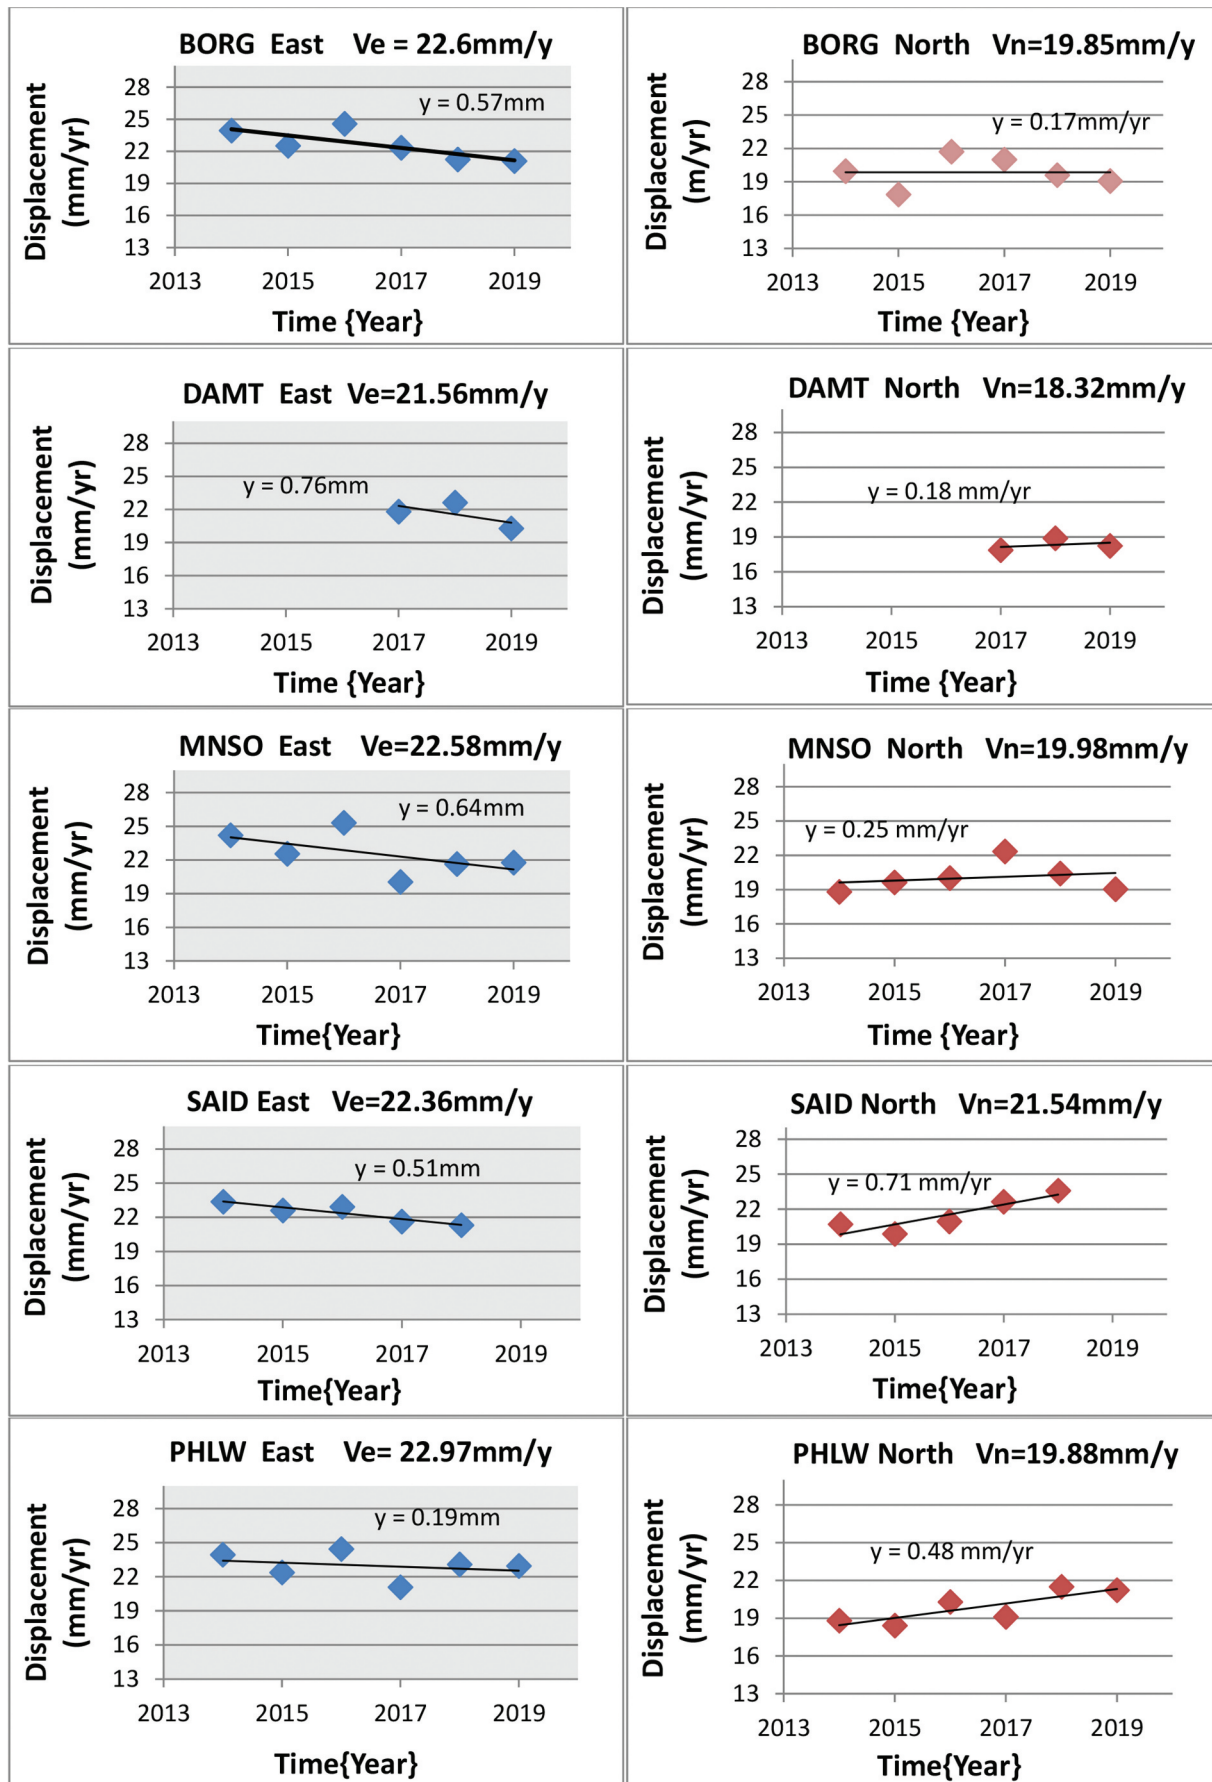 BORG East Ve = 22.6mm/y
28
25
22
19
16
13
y = 0.57mm
Displacement
(mm/yr)
2013 2015 2017 2019
Time {Year}
BORG North Vn=19.85mm/y
28
25
22
19
16
13
y = 0.17mm/yr
Displacement
(m/yr)
2013 2015 2017 2019
Time {Year}
DAMT East Ve=21.56mm/y
28
25
22
19
16
13
y = 0.76mm
Displacement
(mm/yr)
2013 2015 2017 2019
Time {Year}
DAMT North Vn=18.32mm/y
28
25
22
19
16
13
y = 0.18 mm/yr
Displacement
(mm/yr)
2013 2015 2017 2019
Time {Year}
MNSO East Ve=22.58mm/y
28
25
22
19
16
13
y = 0.64mm
Displacement
(mm/yr)
2013 2015 2017 2019
Time{Year}
MNSO North Vn=19.98mm/y
28
25
22
19
16
13
y = 0.25 mm/yr
Displacement
(mm/yr)
2013 2015 2017 2019
Time {Year}
SAID East Ve=22.36mm/y
28
25
22
19
16
13
y = 0.51mm
Displacement
(mm/yr)
2013 2015 2017 2019
Time{Year}
SAID North Vn=21.54mm/y
28
25
22
19
16
13
y = 0.71 mm/yr
Displacement
(mm/yr)
2013 2015 2017 2019
Time{Year}
PHLW East Ve= 22.97mm/y
28
25
22
19
16
13
y = 0.19mm
Displacement
(mm/yr)
2013 2015 2017 2019
Time{Year}
PHLW North Vn=19.88mm/y
28
25
22
19
16
13
y = 0.48 mm/yr
Displacement
(mm/yr)
2013 2015 2017 2019
Time{Year}